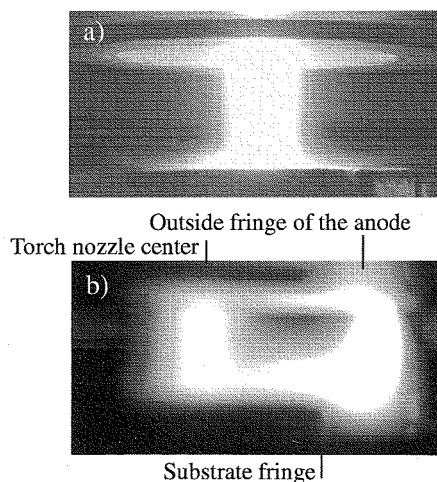 a)
Outside fringe of the anode
Torch nozzle center
b)
Substrate fringe